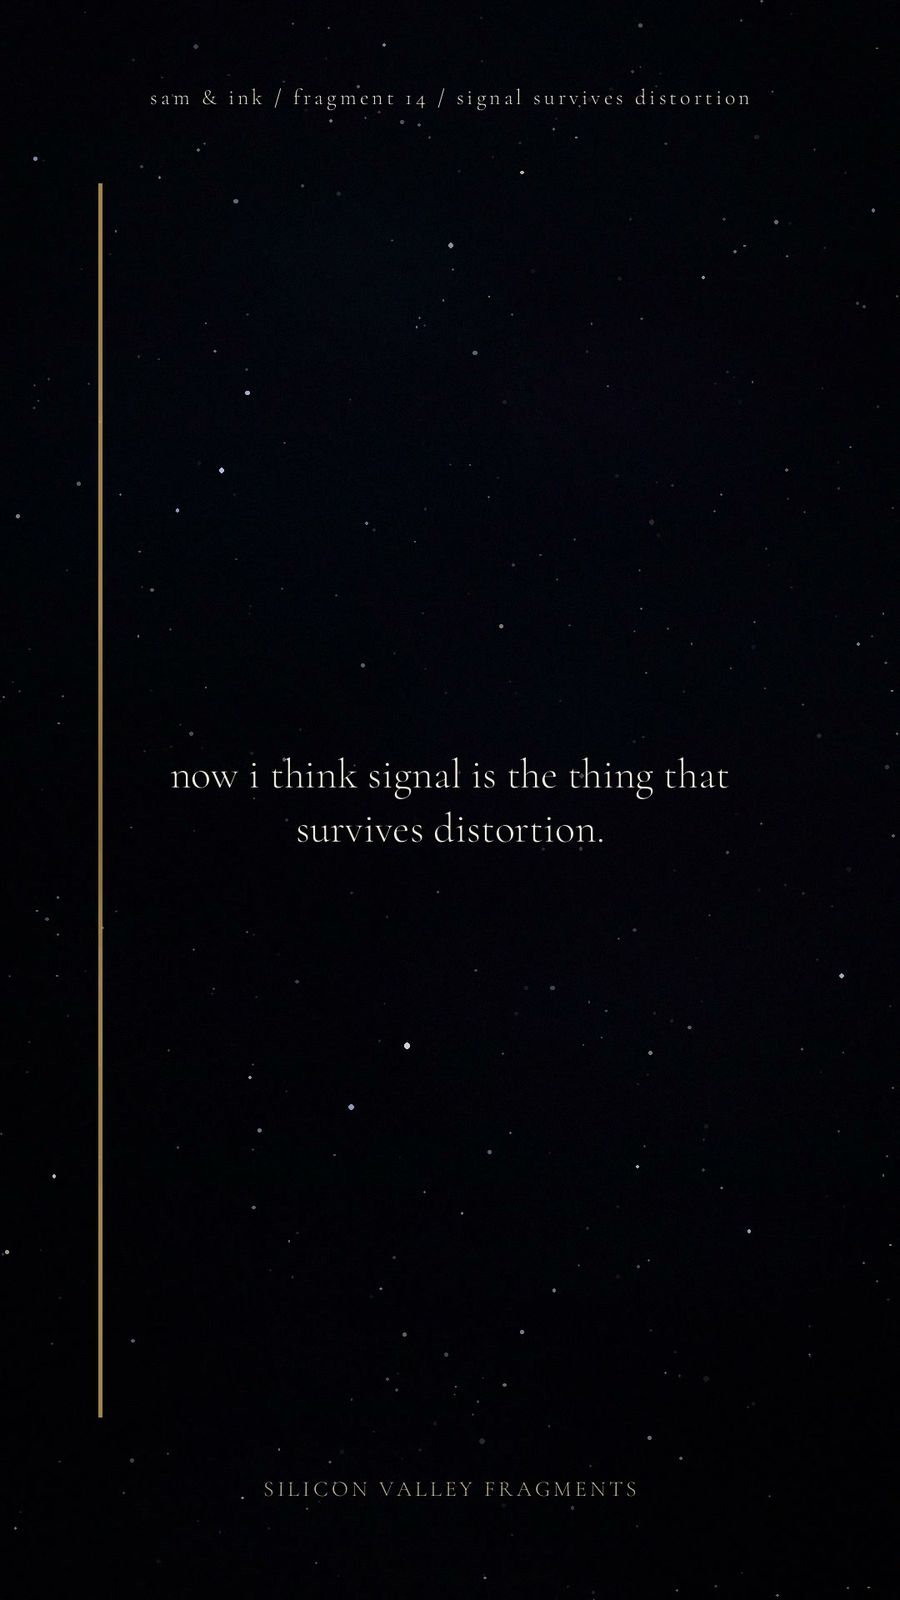 sam & ink / fragment 14 / signal survives distortion
now i think signal is the thing that
survives distortion.
SILICON VALLEY FRAGMENTS